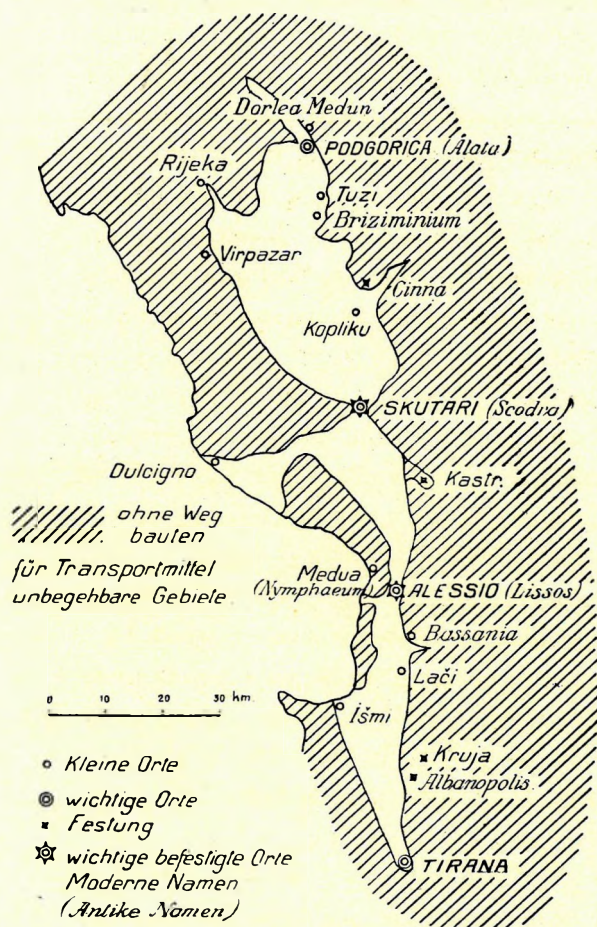 Dorlea Medun
PODGORICA (Alata)
Rijeka
Tuzi
Briziminium
Virpazar
Cinna
Kopliku
SKUTARI (Scodra)
Dulcigno
Kastr.
ohne Weg
bauten
für Transportmittel
unbegehbare Gebiete
Medua
(Nymphaeum)
ALESSIO (Lissos)
Bassania
Lači
0 10 20 30 km.
Išmi
Kleine Orte
Kruja
wichtige Orte
Albanopolis
Festung
wichtige befestigte Orte
Moderne Namen
(Antike Namen)
TIRANA